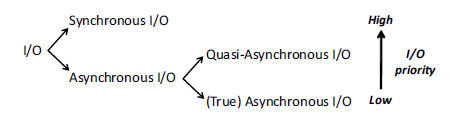 Synchronous I/O
High
I/O
Quasi-Asynchronous I/O
I/O
priority
Asynchronous I/O
(True) Asynchronous I/O
Low